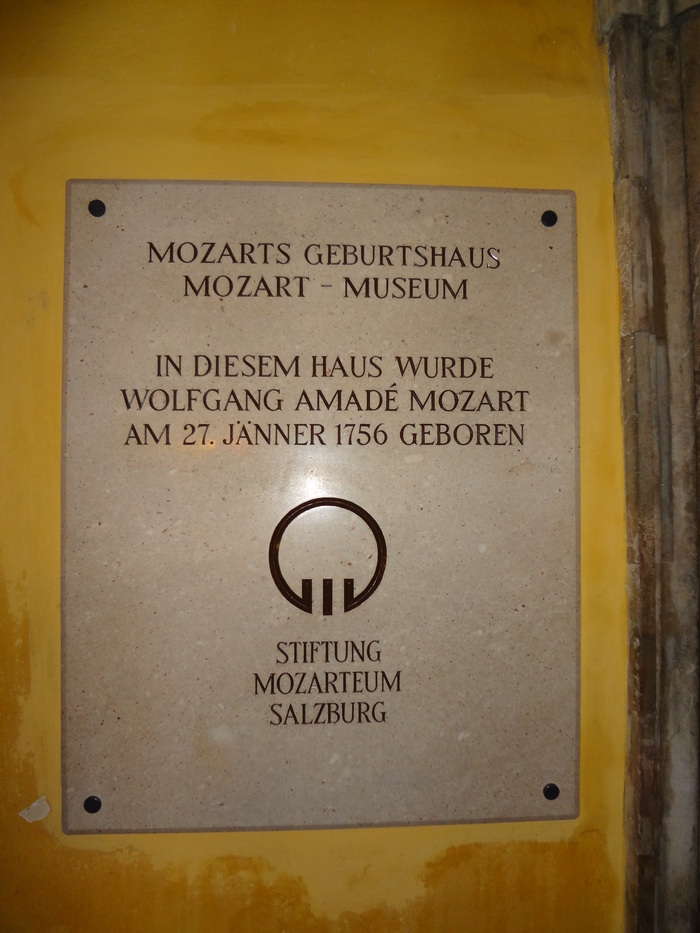 MOZARTS GEBURTSHAUS
MOZART - MUSEUM
IN DIESEM HAUS WURDE
WOLFGANG AMADÉ MOZART
AM 27. JÄNNER 1756 GEBOREN
STIFTUNG
MOZARTEUM
SALZBURG